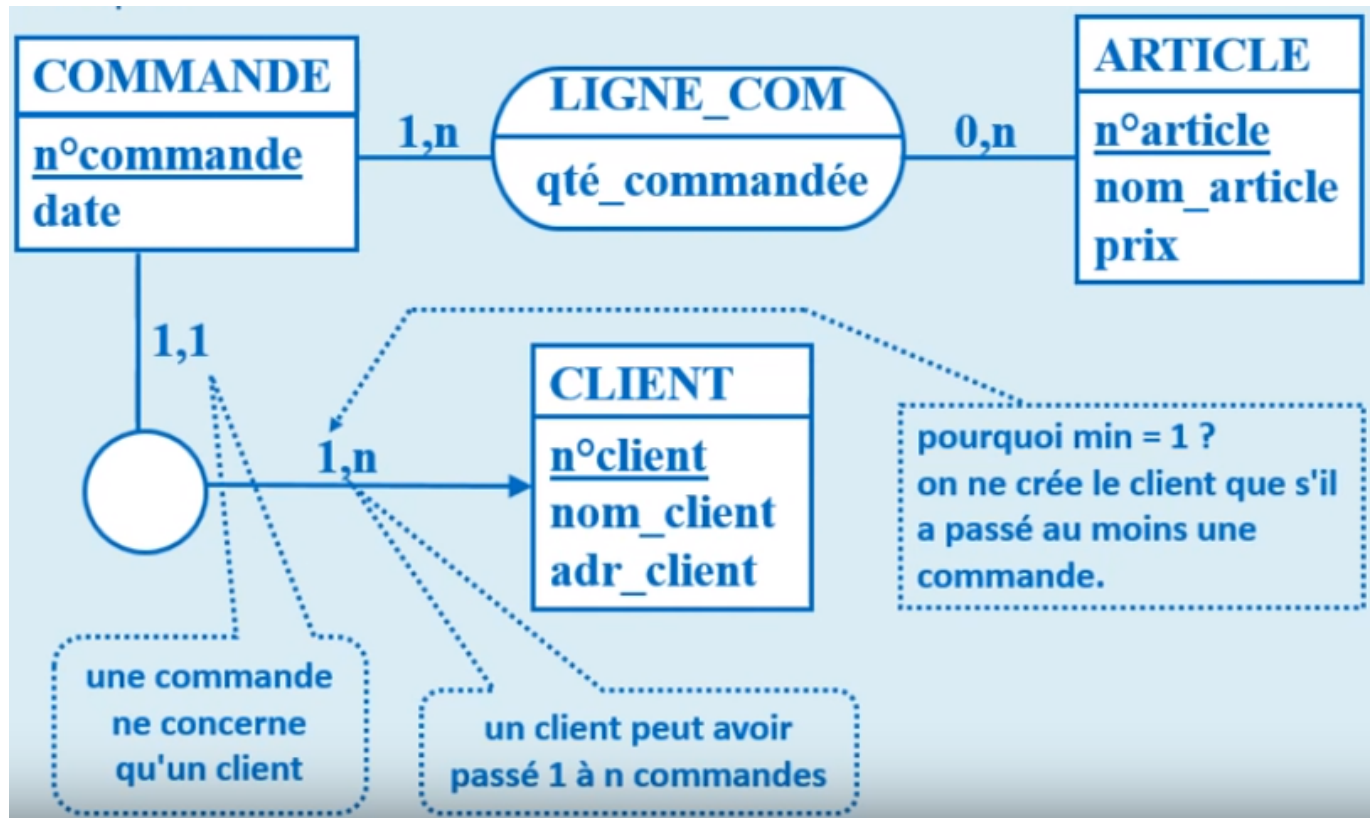 COMMANDE
n°commande
date
1,n
LIGNE_COM
qté_commandée
0,n
ARTICLE
n°article
nom_article
prix
1,1
1,n
CLIENT
n°client
nom_client
adr_client
pourquoi min = 1 ?
on ne crée le client que s'il
a passé au moins une
commande.
une commande
ne concerne
qu'un client
un client peut avoir
passé 1 à n commandes